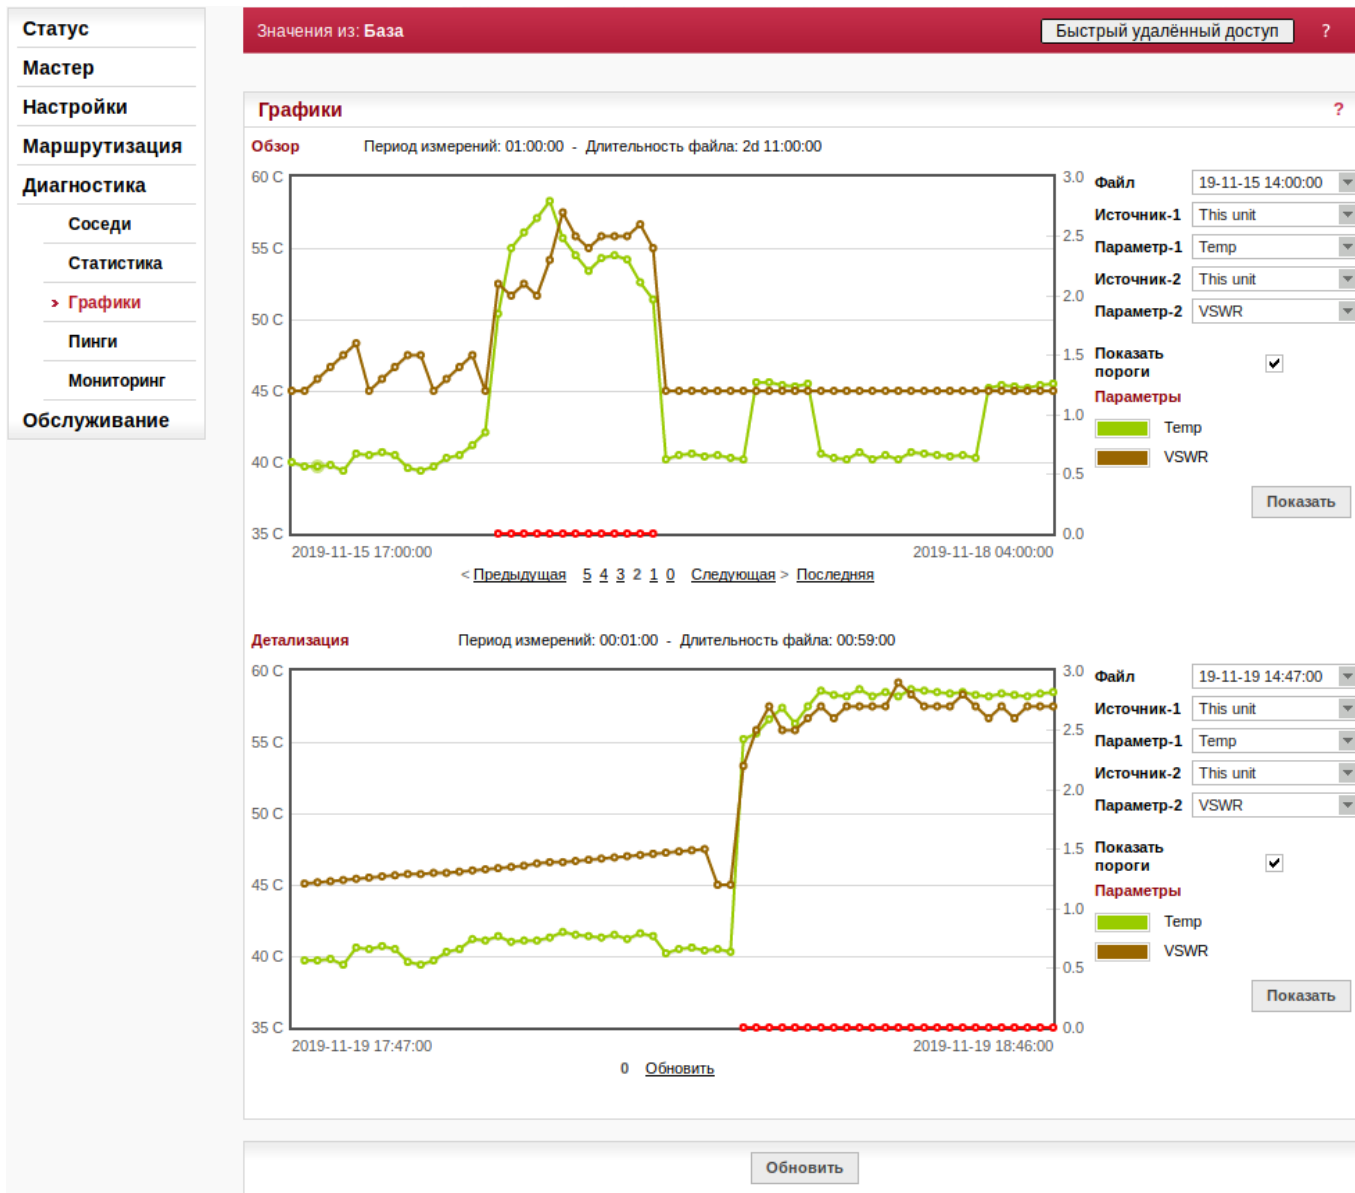 Статус
Мастер
Настройки
Маршрутизация
Диагностика
Соседи
Статистика
> Графики
Пинги
Мониторинг
Обслуживание
Значения из: База
Быстрый удалённый доступ
?
Графики
?
Обзор
Период измерений: 01:00:00 - Длительность файла: 2d 11:00:00
60 C
55 C
50 C
45 C
40 C
35 C
3.0
2.5
2.0
1.5
1.0
0.5
0.0
2019-11-15 17:00:00
2019-11-18 04:00:00
< Предыдущая 5 4 3 2 1 0 Следующая > Последняя
Файл 19-11-15 14:00:00
Источник-1 This unit
Параметр-1 Temp
Источник-2 This unit
Параметр-2 VSWR
Показать
пороги
Параметры
Temp
VSWR
Показать
Детализация
Период измерений: 00:01:00 - Длительность файла: 00:59:00
60 C
55 C
50 C
45 C
40 C
35 C
3.0
2.5
2.0
1.5
1.0
0.5
0.0
2019-11-19 17:47:00
2019-11-19 18:46:00
0 Обновить
Файл 19-11-19 14:47:00
Источник-1 This unit
Параметр-1 Temp
Источник-2 This unit
Параметр-2 VSWR
Показать
пороги
Параметры
Temp
VSWR
Показать
Обновить